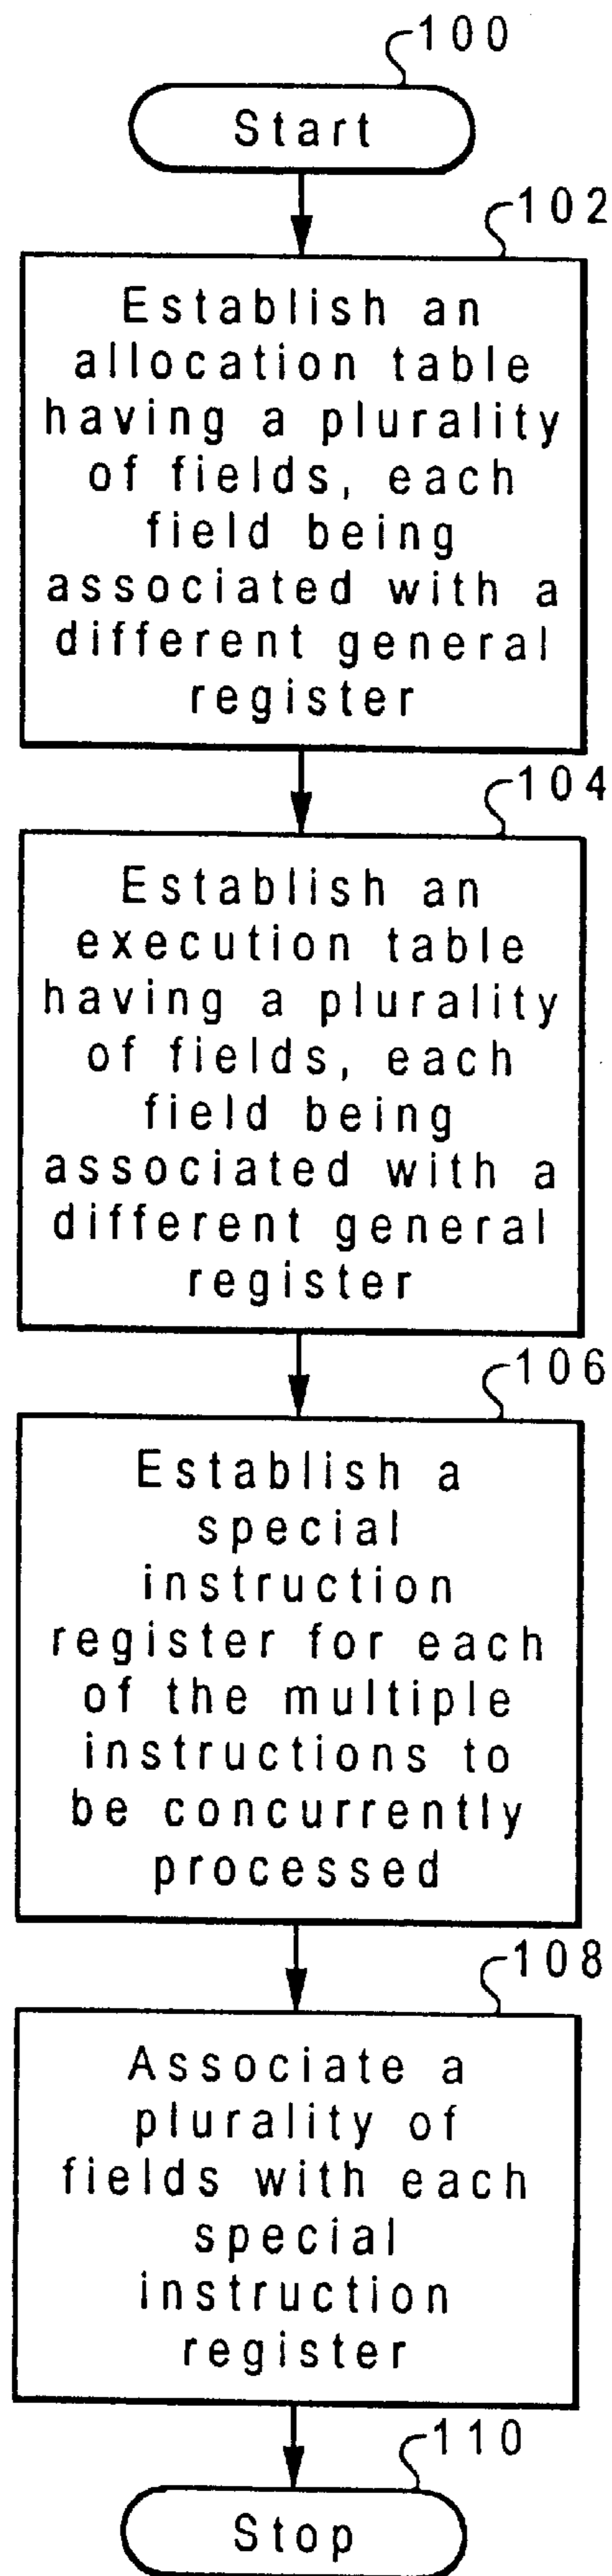 100
Start
102
Establish an
allocation table
having a plurality
of fields, each
field being
associated with a
different general
register
104
Establish an
execution table
having a plurality
of fields, each
field being
associated with a
different general
register
106
Establish a
special
instruction
register for each
of the multiple
instructions to
be concurrently
processed
108
Associate a
plurality of
fields with each
special
instruction
register
110
Stop